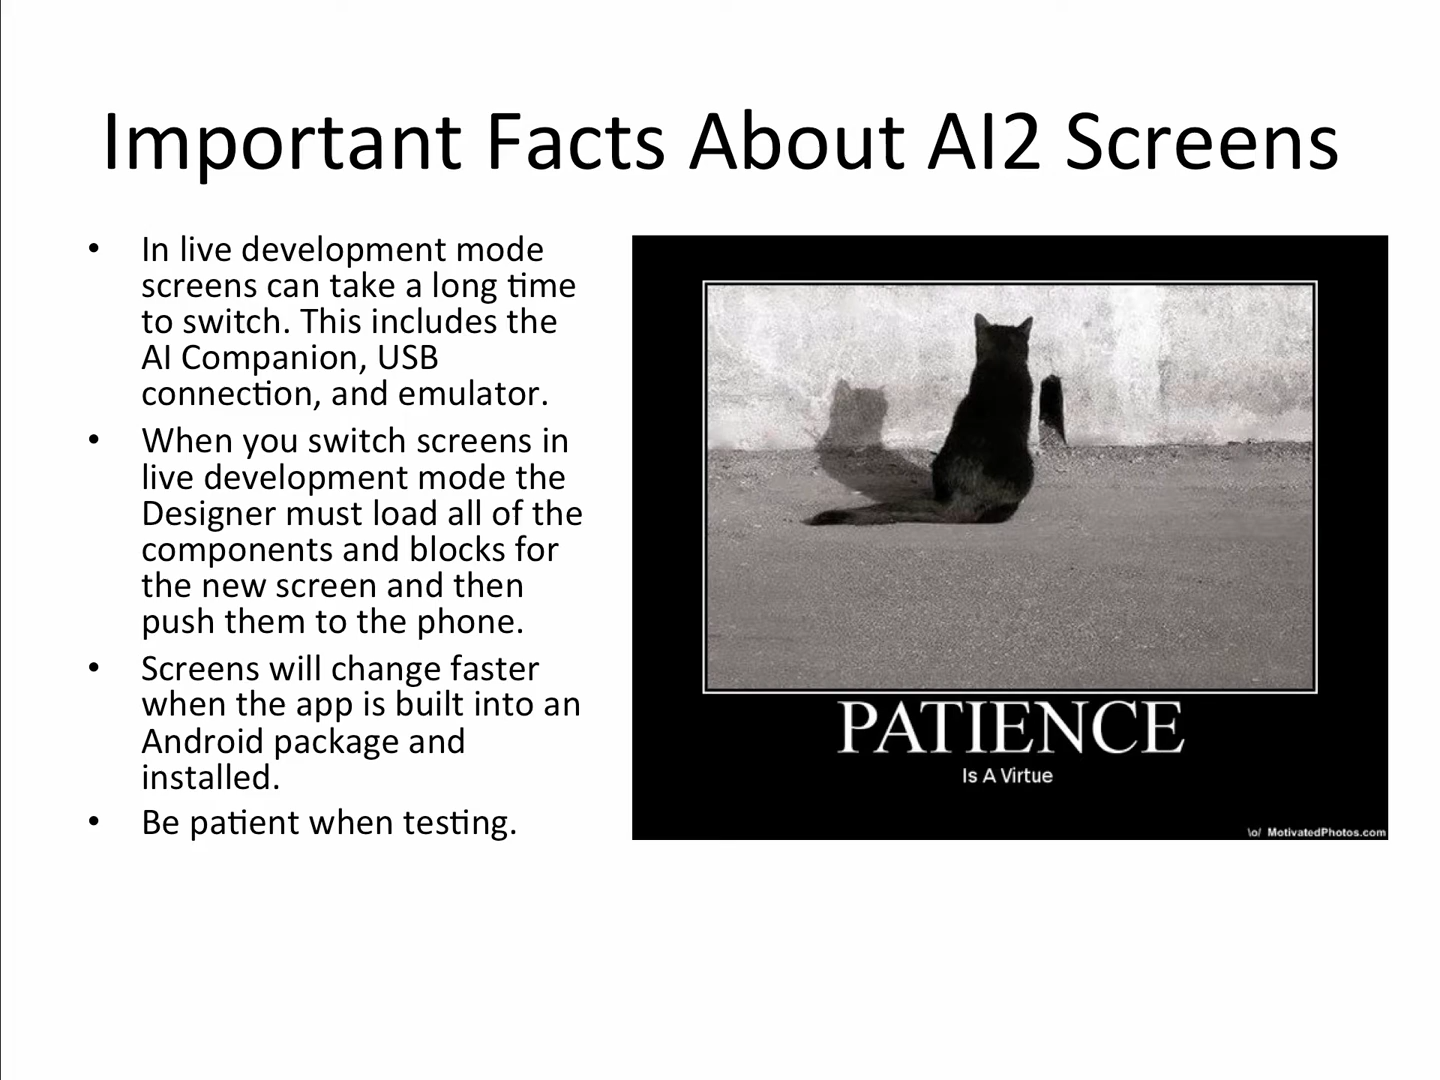 Important Facts About AI2 Screens
• In live development mode
screens can take a long time
to switch. This includes the
AI Companion, USB
connection, and emulator.
• When you switch screens in
live development mode the
Designer must load all of the
components and blocks for
the new screen and then
push them to the phone.
• Screens will change faster
when the app is built into an
Android package and
installed.
• Be patient when testing.
PATIENCE
Is A Virtue
\o/ MotivatedPhotos.com